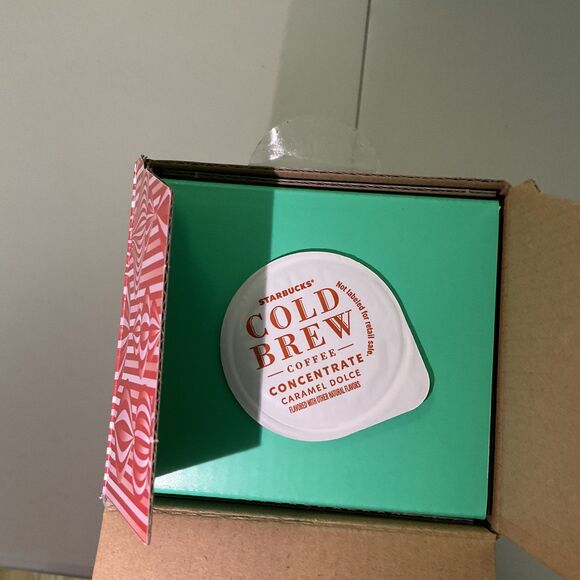 STARBUCKS®
COLD
BREW
COFFEE
CONCENTRATE
CARAMEL DOLCE
FLAVORED WITH OTHER NATURAL FLAVORS
Not labeled for retail sale.